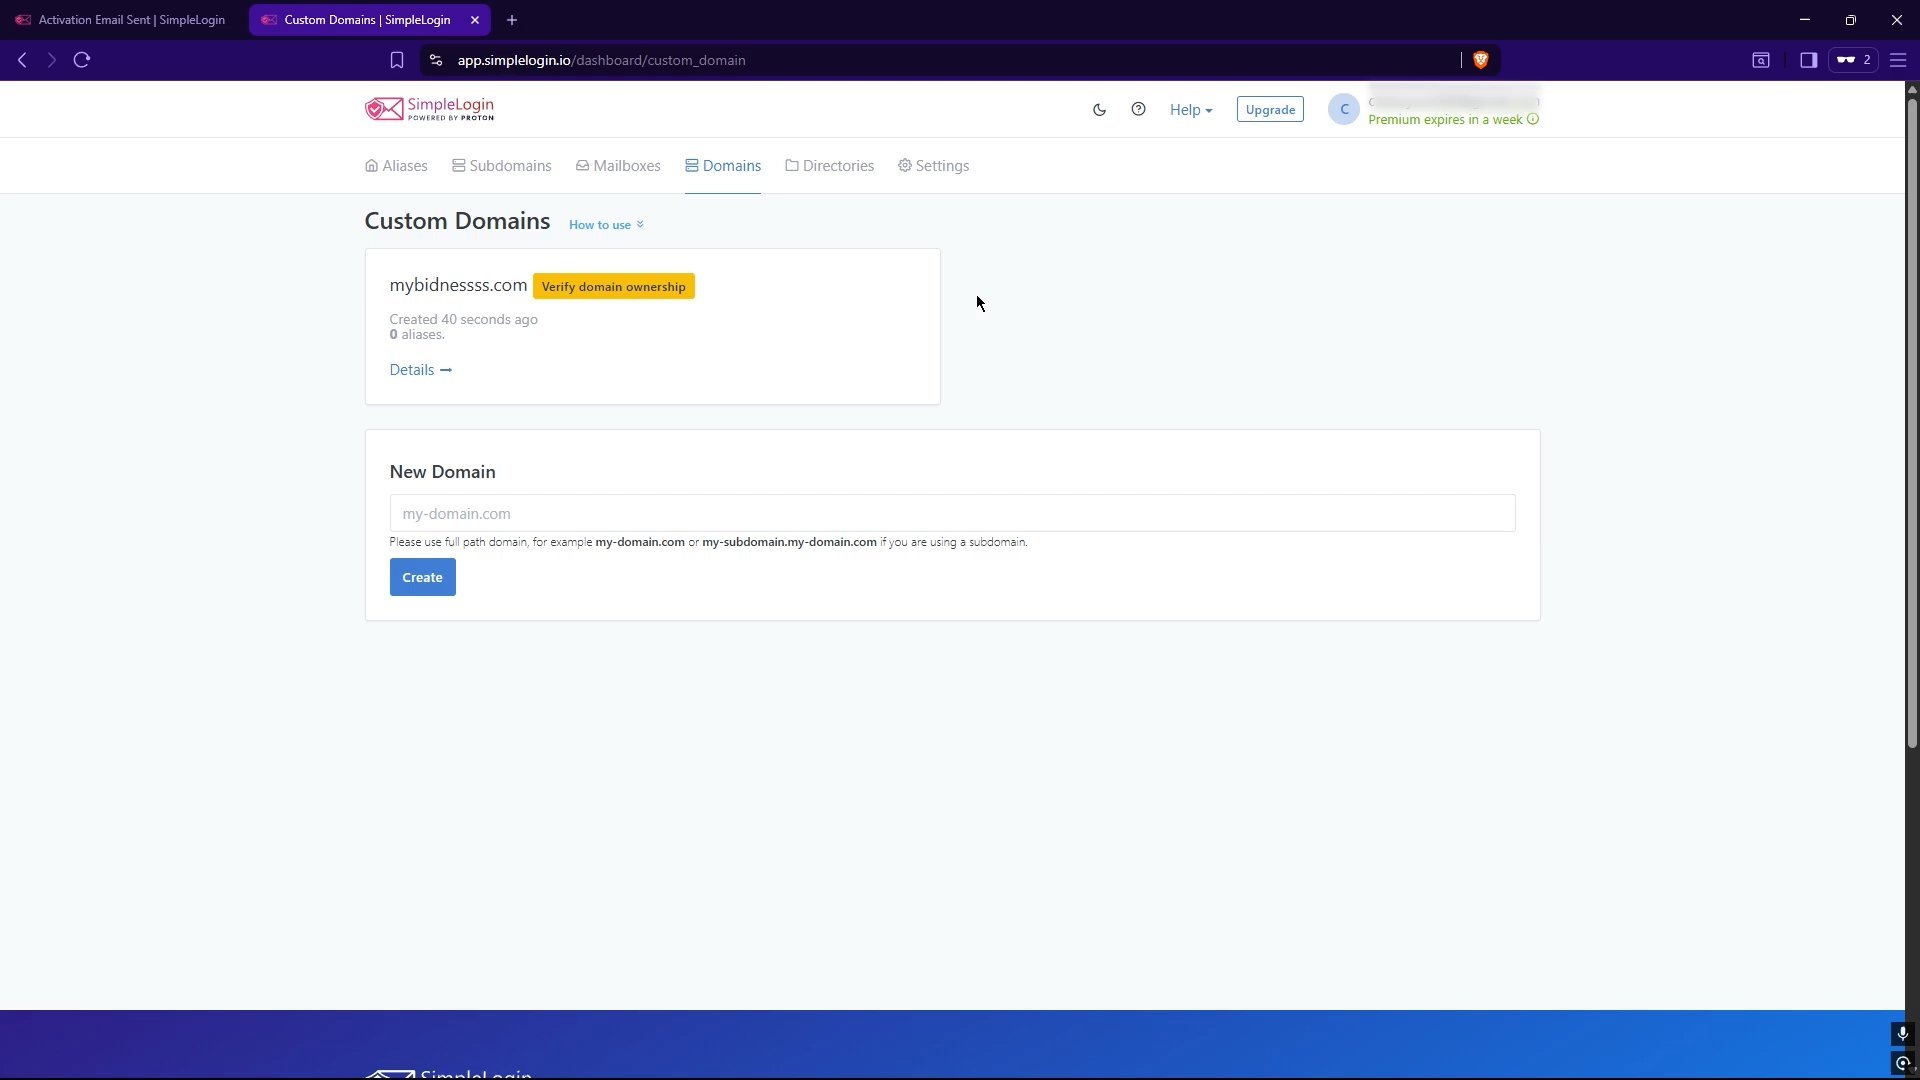 Activation Email Sent | SimpleLogin
Custom Domains | SimpleLogin
app.simplelogin.io/dashboard/custom_domain
2
SimpleLogin
POWERED BY PROTON
Help
Upgrade
C
Premium expires in a week
Aliases
Subdomains
Mailboxes
Domains
Directories
Settings
Custom Domains
How to use
mybidnessss.com
Verify domain ownership
Created 40 seconds ago
0 aliases.
Details
New Domain
my-domain.com
Please use full path domain, for example my-domain.com or my-subdomain.my-domain.com if you are using a subdomain.
Create
SimpleLogin